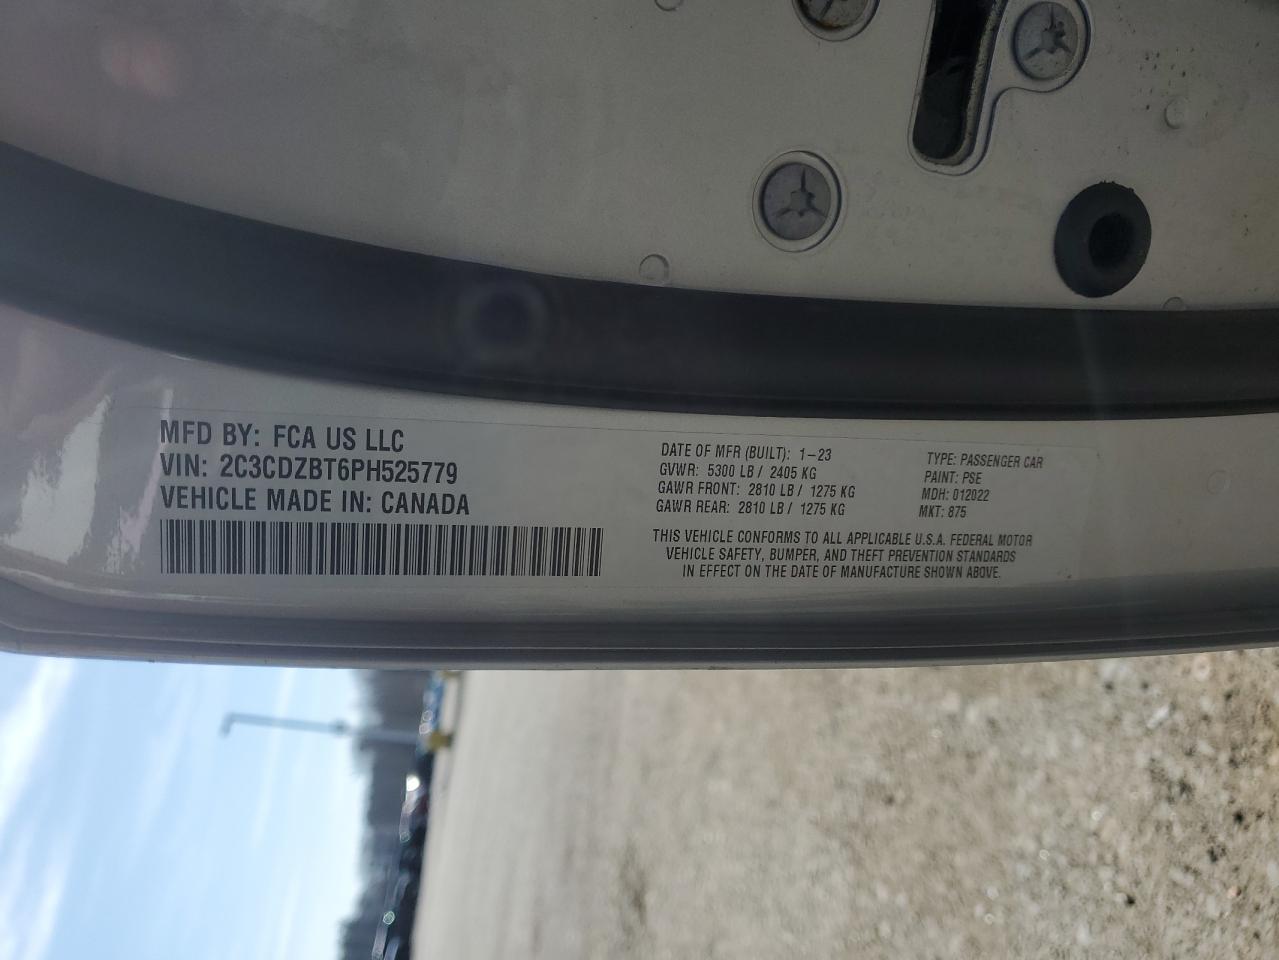 MFD BY: FCA US LLC
VIN: 2C3CDZBT6PH525779
VEHICLE MADE IN: CANADA
DATE OF MFR (BUILT): 1-23
GVWR: 5300 LB / 2405 KG
GAWR FRONT: 2810 LB / 1275 KG
GAWR REAR: 2810 LB / 1275 KG
TYPE: PASSENGER CAR
PAINT: PSE
MDH: 012022
MKT: 875
THIS VEHICLE CONFORMS TO ALL APPLICABLE U.S.A. FEDERAL MOTOR
VEHICLE SAFETY, BUMPER, AND THEFT PREVENTION STANDARDS
IN EFFECT ON THE DATE OF MANUFACTURE SHOWN ABOVE.